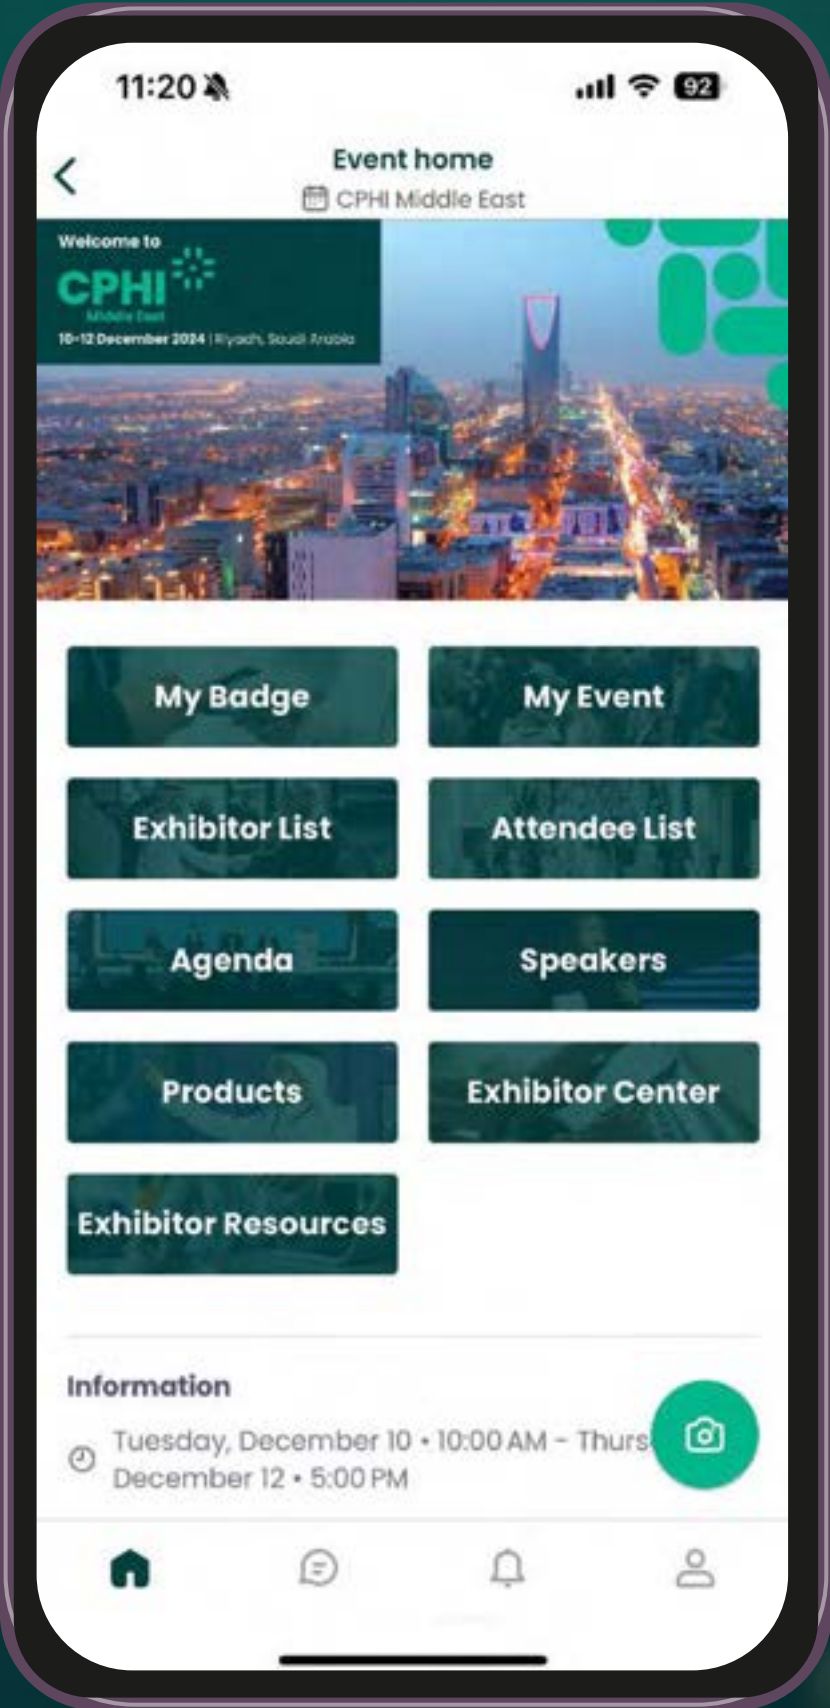 11:20
92
Event home
CPHI Middle East
Welcome to
CPHI
Middle East
10-12 December 2024 | Riyadh, Saudi Arabia
My Badge
My Event
Exhibitor List
Attendee List
Agenda
Speakers
Products
Exhibitor Center
Exhibitor Resources
Information
Tuesday, December 10 • 10:00 AM - Thurs
December 12 • 5:00 PM